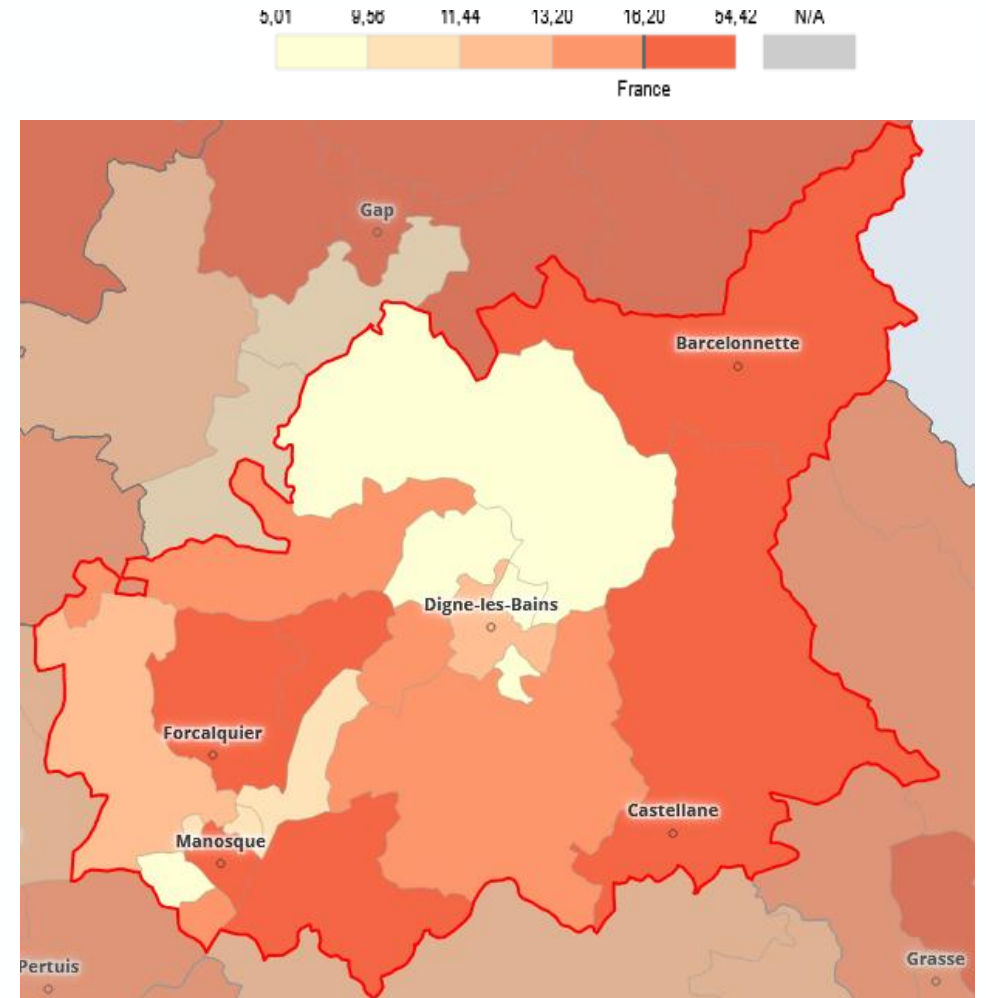 5,01 9,56 11,44 13,20 16,20 54,42 N/A
France
Gap
Barcelonnette
Digne-les-Bains
Forcalquier
Castellane
Manosque
Pertuis
Grasse